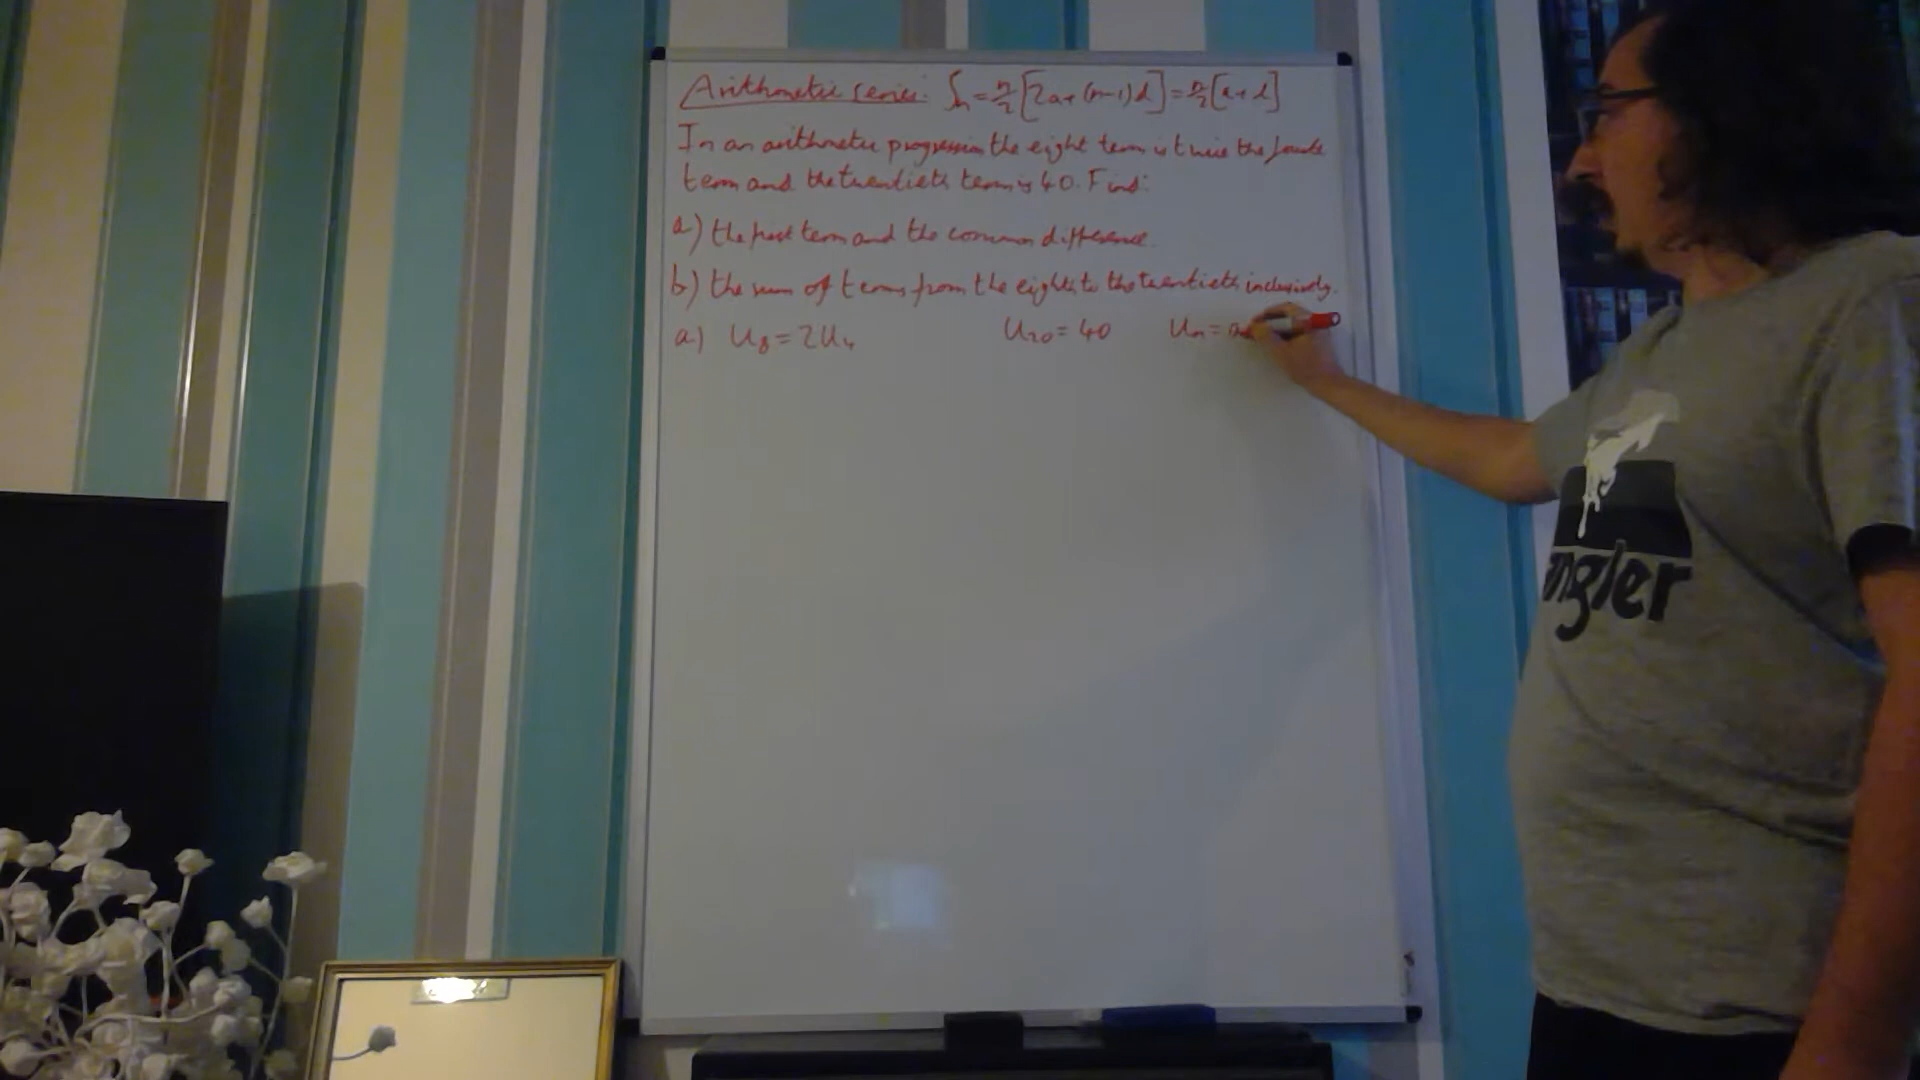 Arithmetic series: Sn = n/2 [2a + (n-1)d] = n/2 [a + l]
In an arithmetic progression the eight term is twice the fourth
term and the twentieth term is 40. Find:
a) the first term and the common difference.
b) the sum of terms from the eighth to the twentieth inclusively.
a) U8 = 2U4 U20 = 40 Un = a
ngler